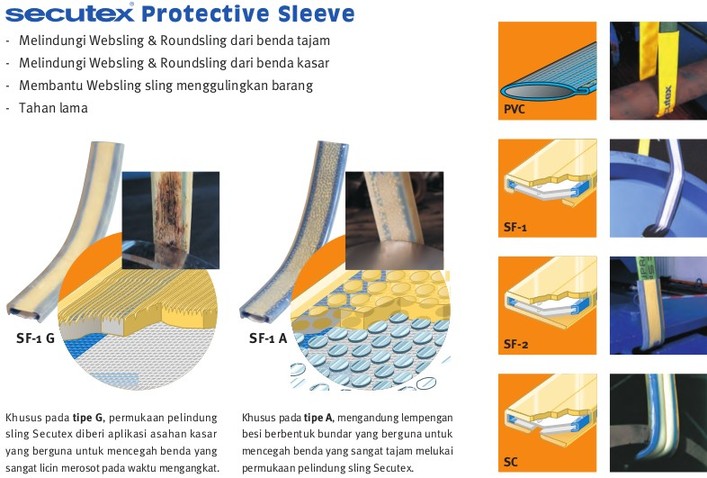 secutex® Protective Sleeve
- Melindungi Websling & Roundsling dari benda tajam
- Melindungi Websling & Roundsling dari benda kasar
- Membantu Websling sling menggulingkan barang
- Tahan lama
SF-1 G
SF-1 A
Khusus pada tipe G, permukaan pelindung
sling Secutex diberi aplikasi asahan kasar
yang berguna untuk mencegah benda yang
sangat licin merosot pada waktu mengangkat.
Khusus pada tipe A, mengandung lempengan
besi berbentuk bundar yang berguna untuk
mencegah benda yang sangat tajam melukai
permukaan pelindung sling Secutex.
PVC
secutex
SF-1
SF-2
SC